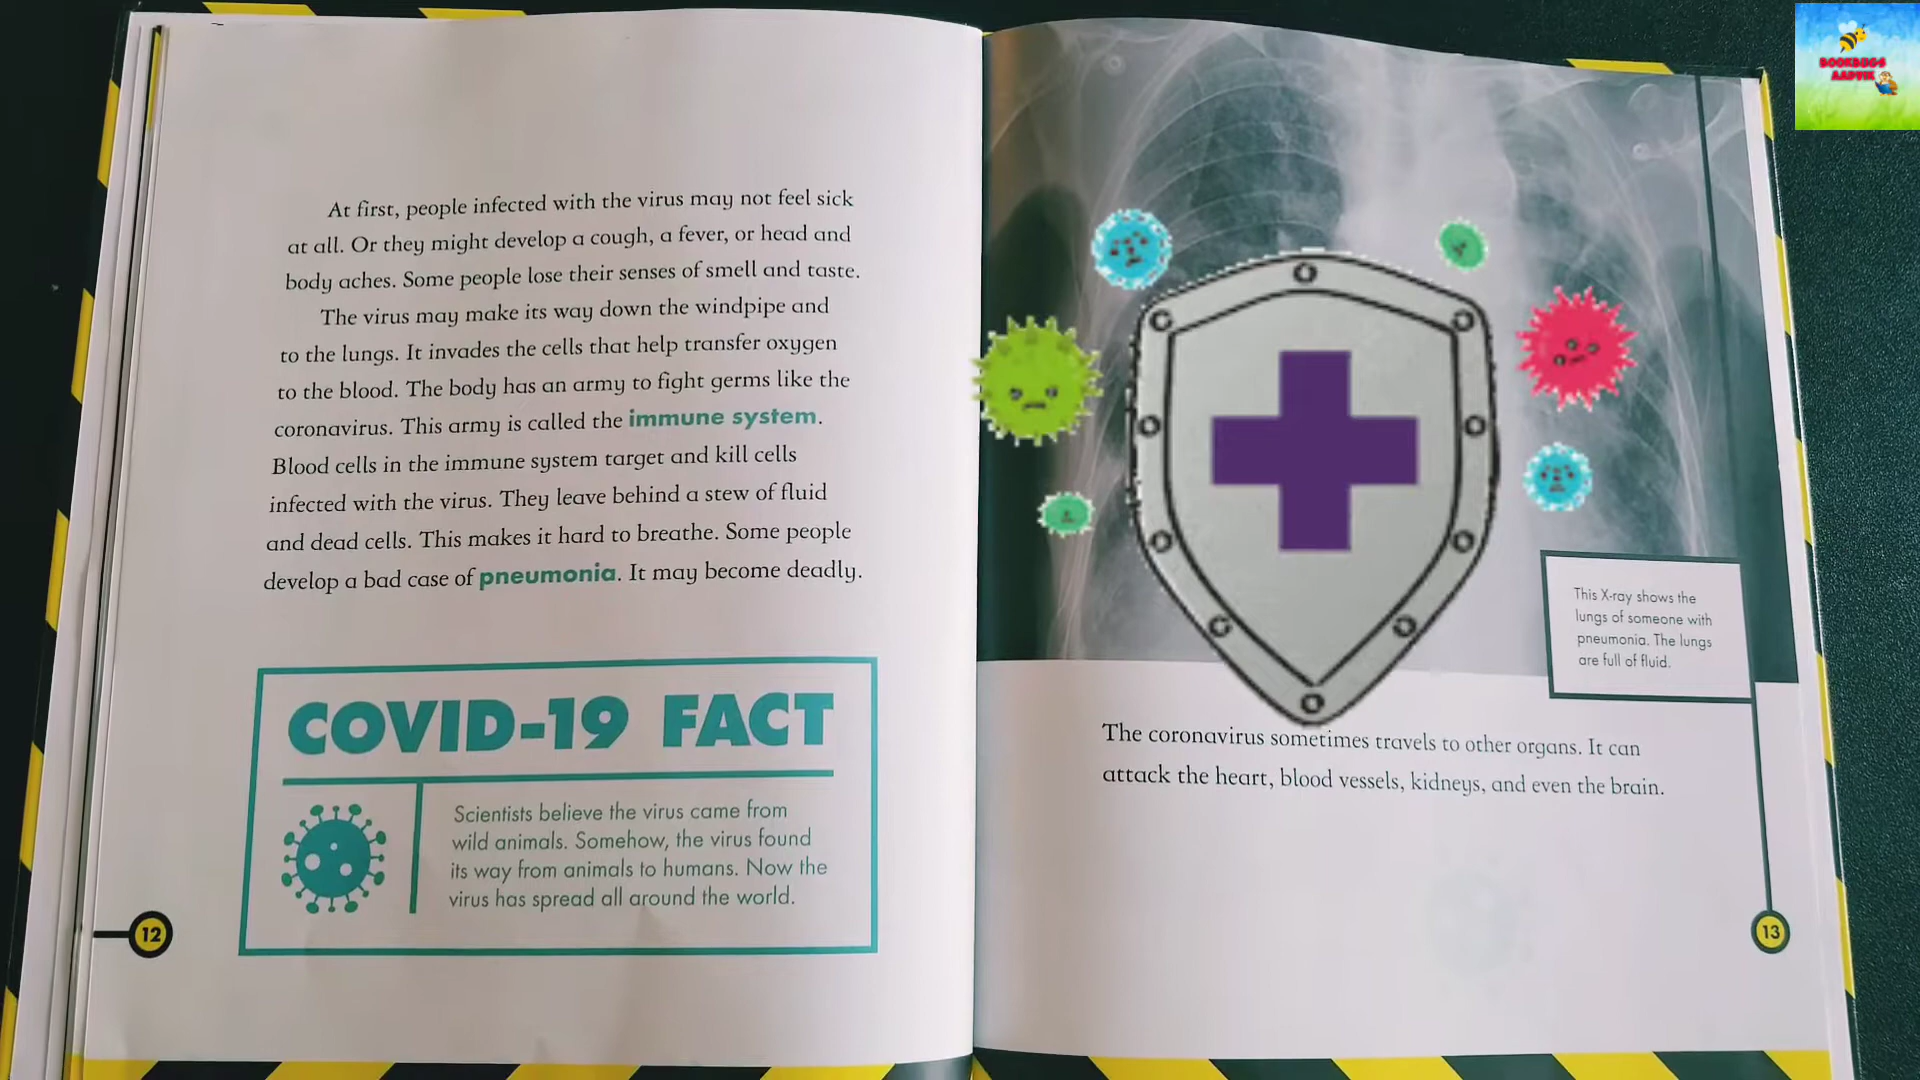 At first, people infected with the virus may not feel sick
at all. Or they might develop a cough, a fever, or head and
body aches. Some people lose their senses of smell and taste.
The virus may make its way down the windpipe and
to the lungs. It invades the cells that help transfer oxygen
to the blood. The body has an army to fight germs like the
coronavirus. This army is called the immune system.
Blood cells in the immune system target and kill cells
infected with the virus. They leave behind a stew of fluid
and dead cells. This makes it hard to breathe. Some people
develop a bad case of pneumonia. It may become deadly.
COVID-19 FACT
Scientists believe the virus came from
wild animals. Somehow, the virus found
its way from animals to humans. Now the
virus has spread all around the world.
12
BOOKBUGS
AADVIK
This X-ray shows the
lungs of someone with
pneumonia. The lungs
are full of fluid.
The coronavirus sometimes travels to other organs. It can
attack the heart, blood vessels, kidneys, and even the brain.
13